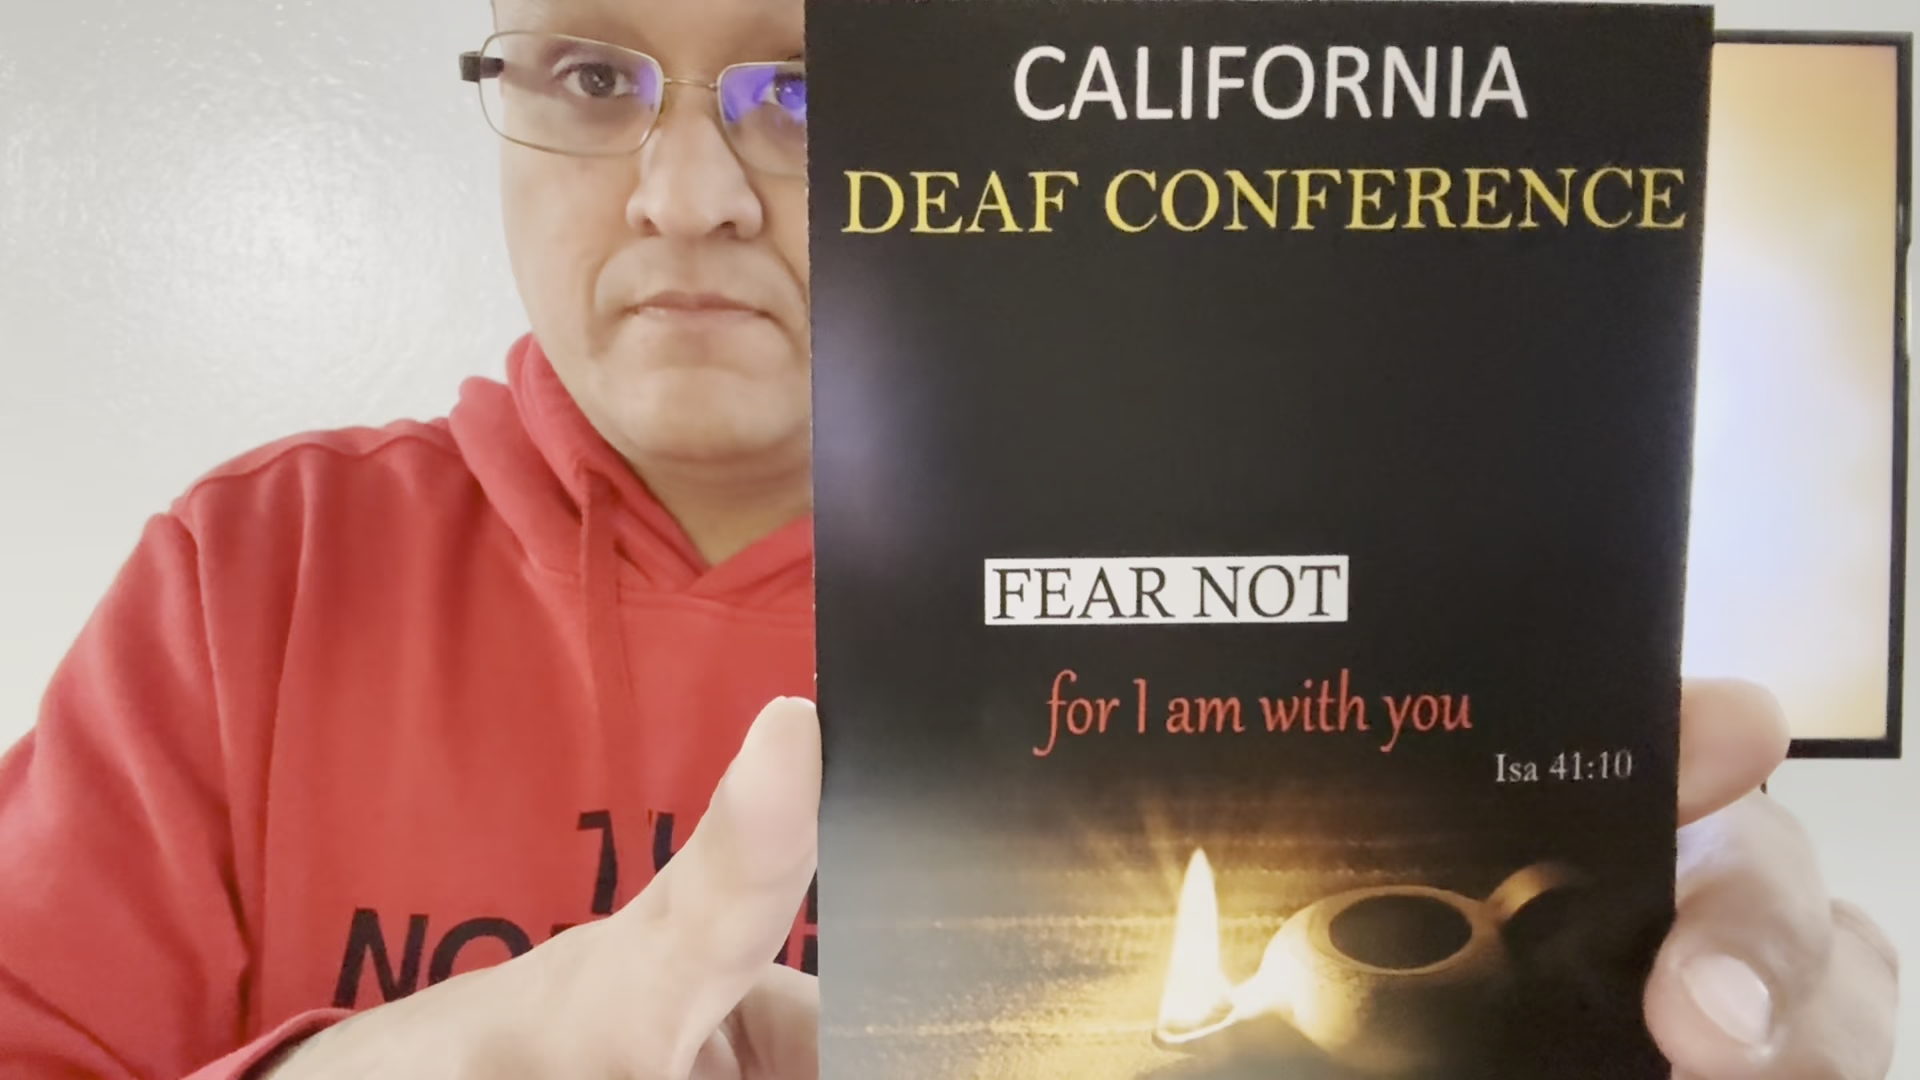 CALIFORNIA
DEAF CONFERENCE
FEAR NOT
for I am with you
Isa 41:10